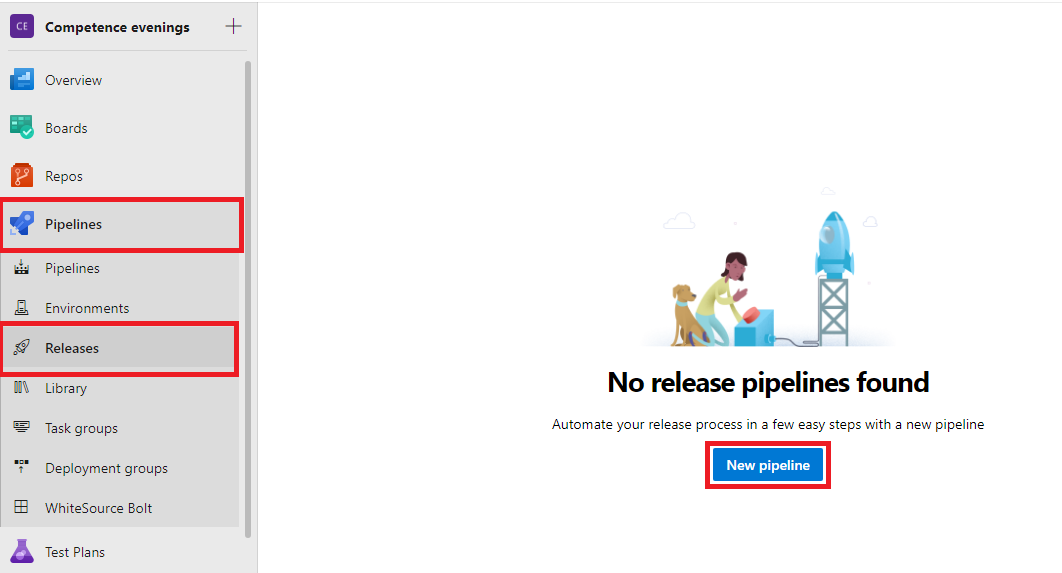 CE Competence evenings
Overview
Boards
Repos
Pipelines
Pipelines
Environments
Releases
Library
Task groups
Deployment groups
WhiteSource Bolt
Test Plans
No release pipelines found
Automate your release process in a few easy steps with a new pipeline
New pipeline